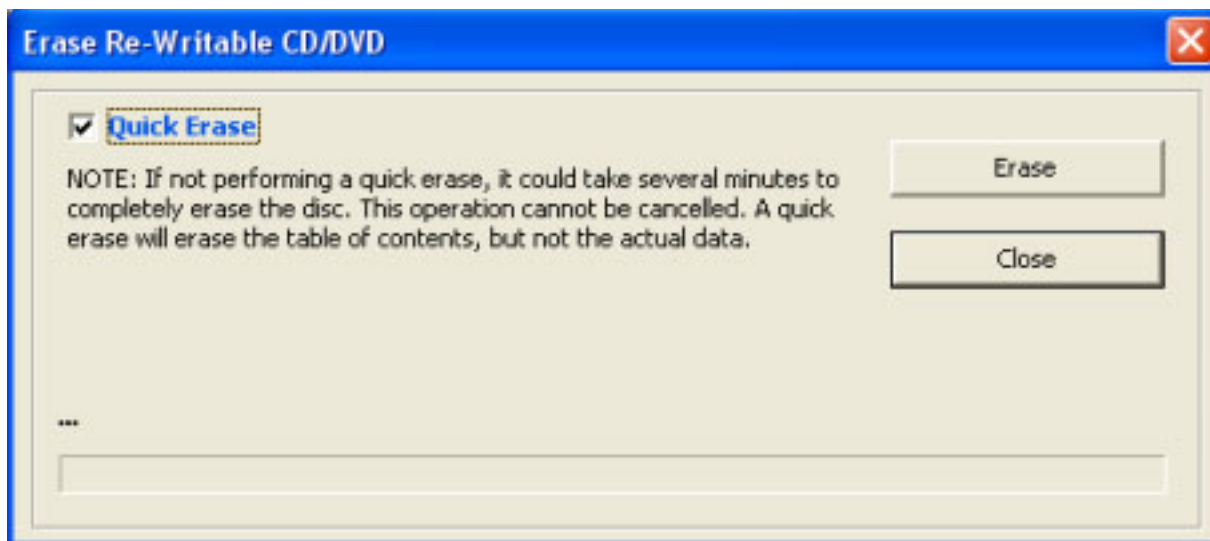 Erase Re-Writable CD/DVD
Quick Erase
NOTE: If not performing a quick erase, it could take several minutes to
completely erase the disc. This operation cannot be cancelled. A quick
erase will erase the table of contents, but not the actual data.
Erase
Close
...